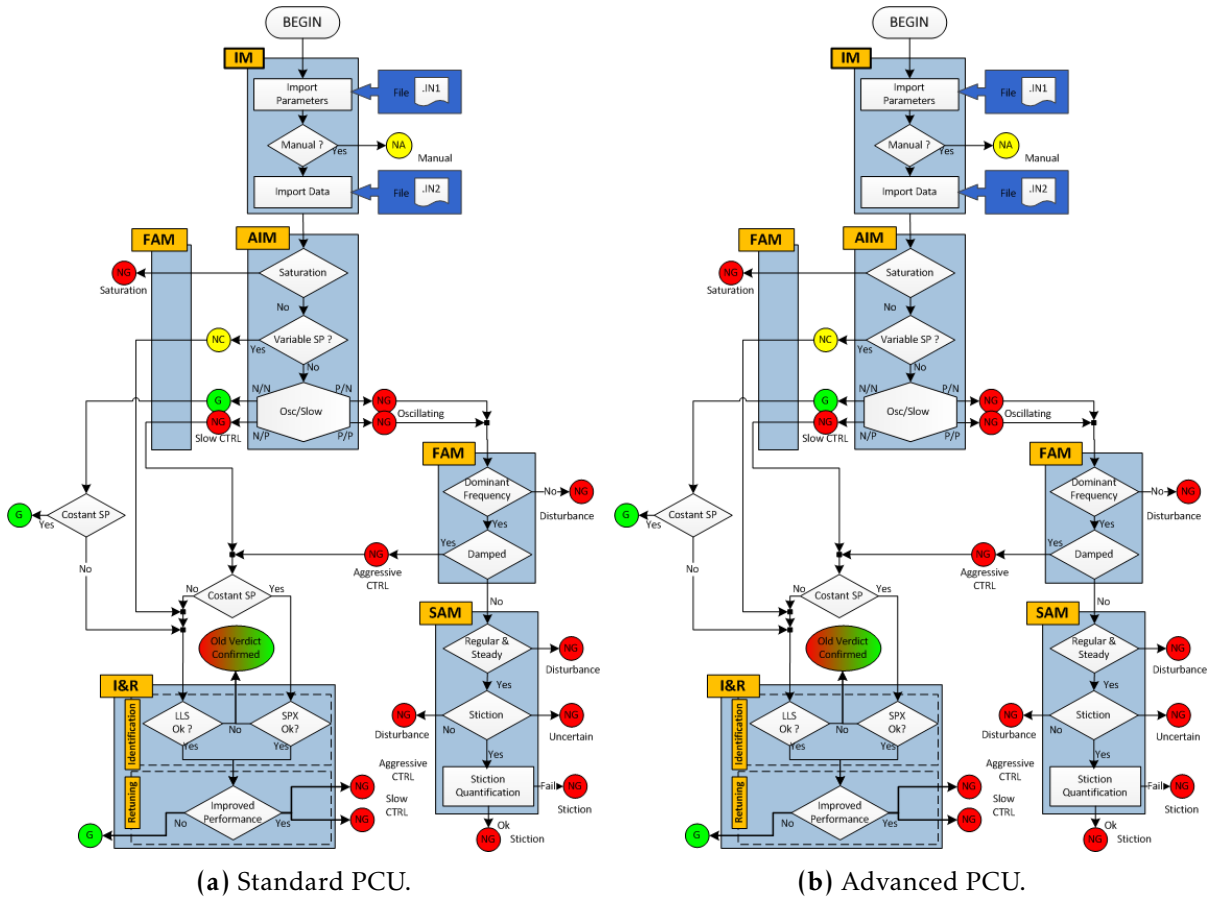 BEGIN
IM
Import
Parameters
File
.IN1
Manual ?
Yes
NA
Manual
Import Data
File
.IN2
FAM
AIM
NG
Saturation
Saturation
No
NC
Variable SP ?
Yes
No
N/N
P/N
G
NG
Osc/Slow
Oscillating
NG
NG
Slow CTRL
N/P
P/P
FAM
Dominant
Frequency
No
NG
Disturbance
G
Yes
Costant SP
Yes
Yes
Damped
NG
Aggressive
CTRL
No
No
Costant SP
Yes
No
SAM
Old Verdict
Confirmed
Regular &
Steady
NG
Disturbance
Yes
I&R
Identification
LLS
Ok ?
No
SPX
Ok?
Yes
Yes
NG
Disturbance
No
Stiction
NG
Uncertain
Yes
Aggressive
CTRL
Stiction
Quantification
Fail
NG
Stiction
Retuning
Improved
Performance
No
Yes
NG
Slow
CTRL
NG
G
Ok
NG
Stiction
(a) Standard PCU.
BEGIN
IM
Import
Parameters
File
.IN1
Manual ?
Yes
NA
Manual
Import Data
File
.IN2
FAM
AIM
NG
Saturation
Saturation
No
NC
Variable SP ?
Yes
No
N/N
P/N
G
NG
Osc/Slow
Oscillating
NG
NG
Slow CTRL
N/P
P/P
FAM
Dominant
Frequency
No
NG
Disturbance
G
Yes
Costant SP
Yes
Yes
Damped
NG
Aggressive
CTRL
No
No
Costant SP
Yes
No
SAM
Old Verdict
Confirmed
Regular &
Steady
NG
Disturbance
Yes
I&R
Identification
LLS
Ok ?
No
SPX
Ok?
Yes
Yes
NG
Disturbance
No
Stiction
NG
Uncertain
Yes
Aggressive
CTRL
Stiction
Quantification
Fail
NG
Stiction
Retuning
Improved
Performance
No
Yes
NG
Slow
CTRL
NG
G
Ok
NG
Stiction
(b) Advanced PCU.